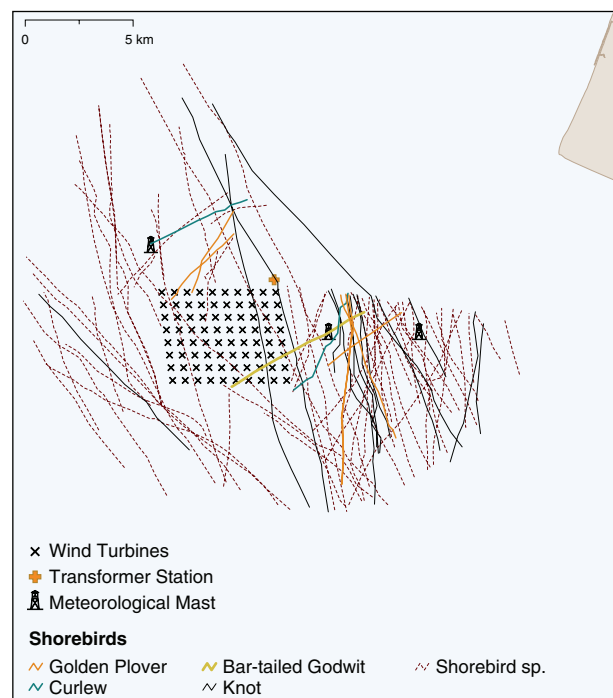 0 5 km
Wind Turbines
Transformer Station
Meteorological Mast
Shorebirds
Golden Plover Bar-tailed Godwit Shorebird sp.
Curlew Knot